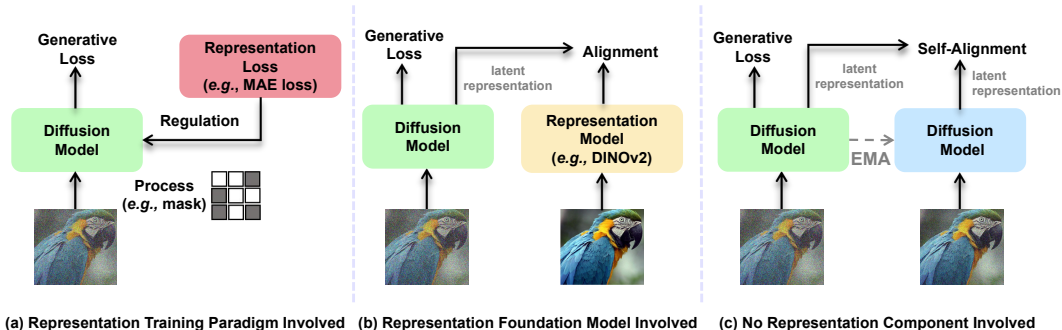 Generative
Loss
Representation
Loss
(e.g., MAE loss)
Regulation
Diffusion
Model
Process
(e.g., mask)
(a) Representation Training Paradigm Involved
Generative
Loss
Alignment
latent
representation
Diffusion
Model
Representation
Model
(e.g., DINOv2)
(b) Representation Foundation Model Involved
Generative
Loss
Self-Alignment
latent
representation
latent
representation
Diffusion
Model
EMA
Diffusion
Model
(c) No Representation Component Involved